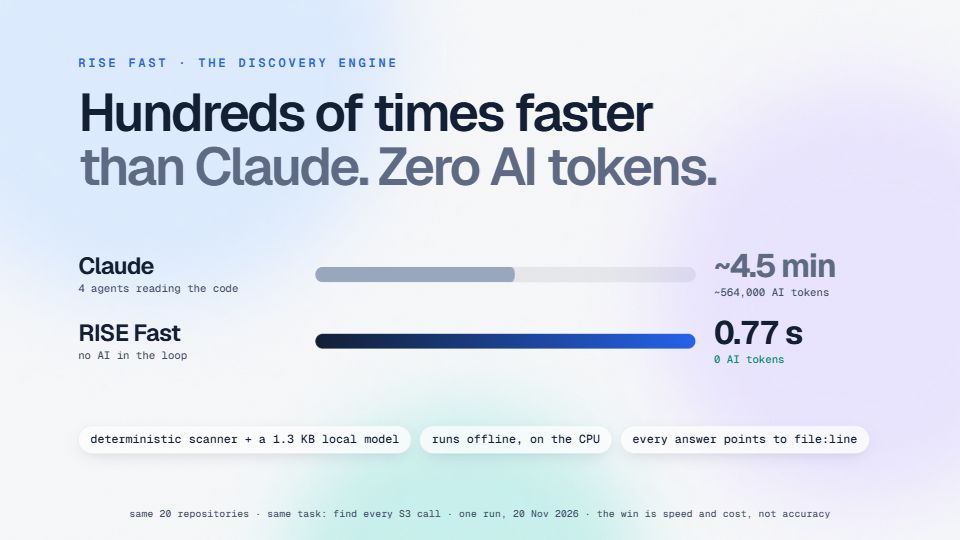 RISE FAST · THE DISCOVERY ENGINE
Hundreds of times faster
than Claude. Zero AI tokens.
Claude
4 agents reading the code
~4.5 min
~564,000 AI tokens
RISE Fast
no AI in the loop
0.77 s
0 AI tokens
deterministic scanner + a 1.3 KB local model
runs offline, on the CPU
every answer points to file:line
same 20 repositories · same task: find every S3 call · one run, 20 Nov 2026 · the win is speed and cost, not accuracy